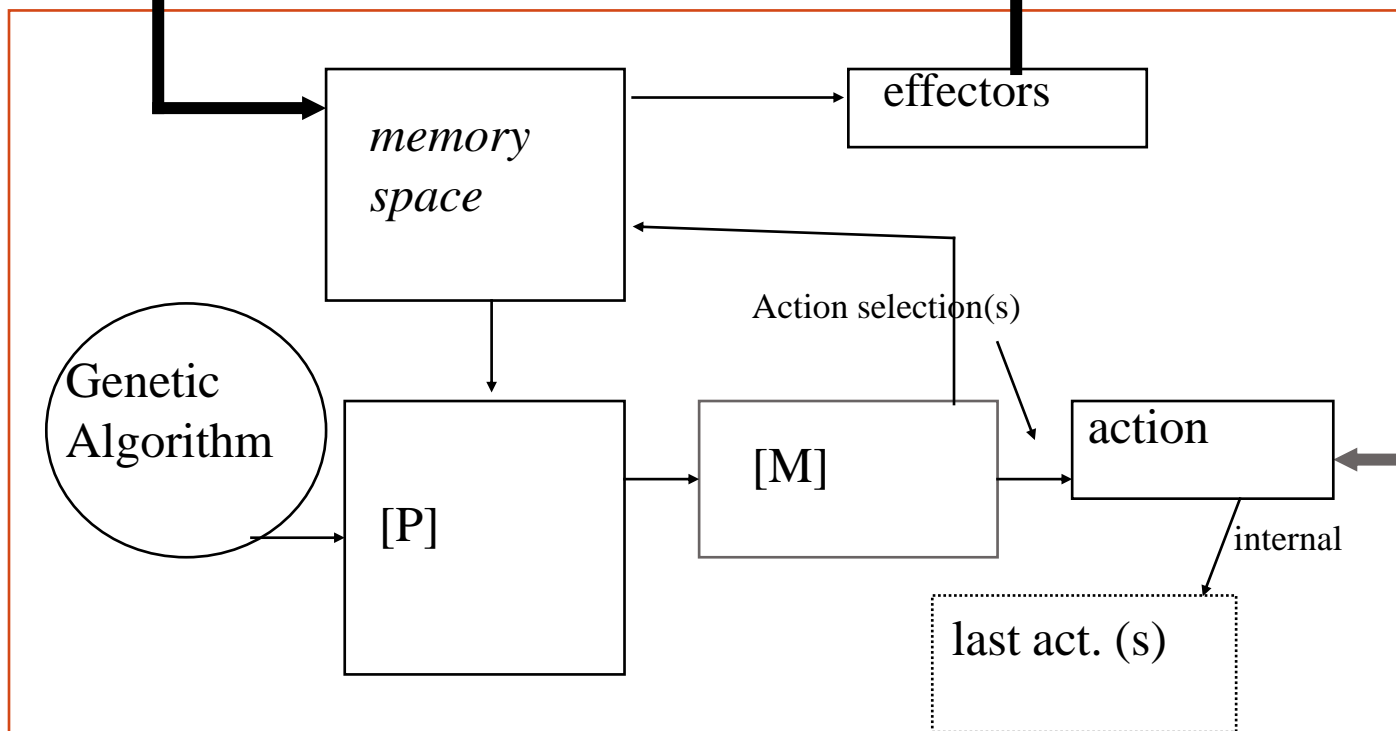 effectors
memory
space
Action selection(s)
Genetic
Algorithm
action
[M]
[P]
internal
last act. (s)